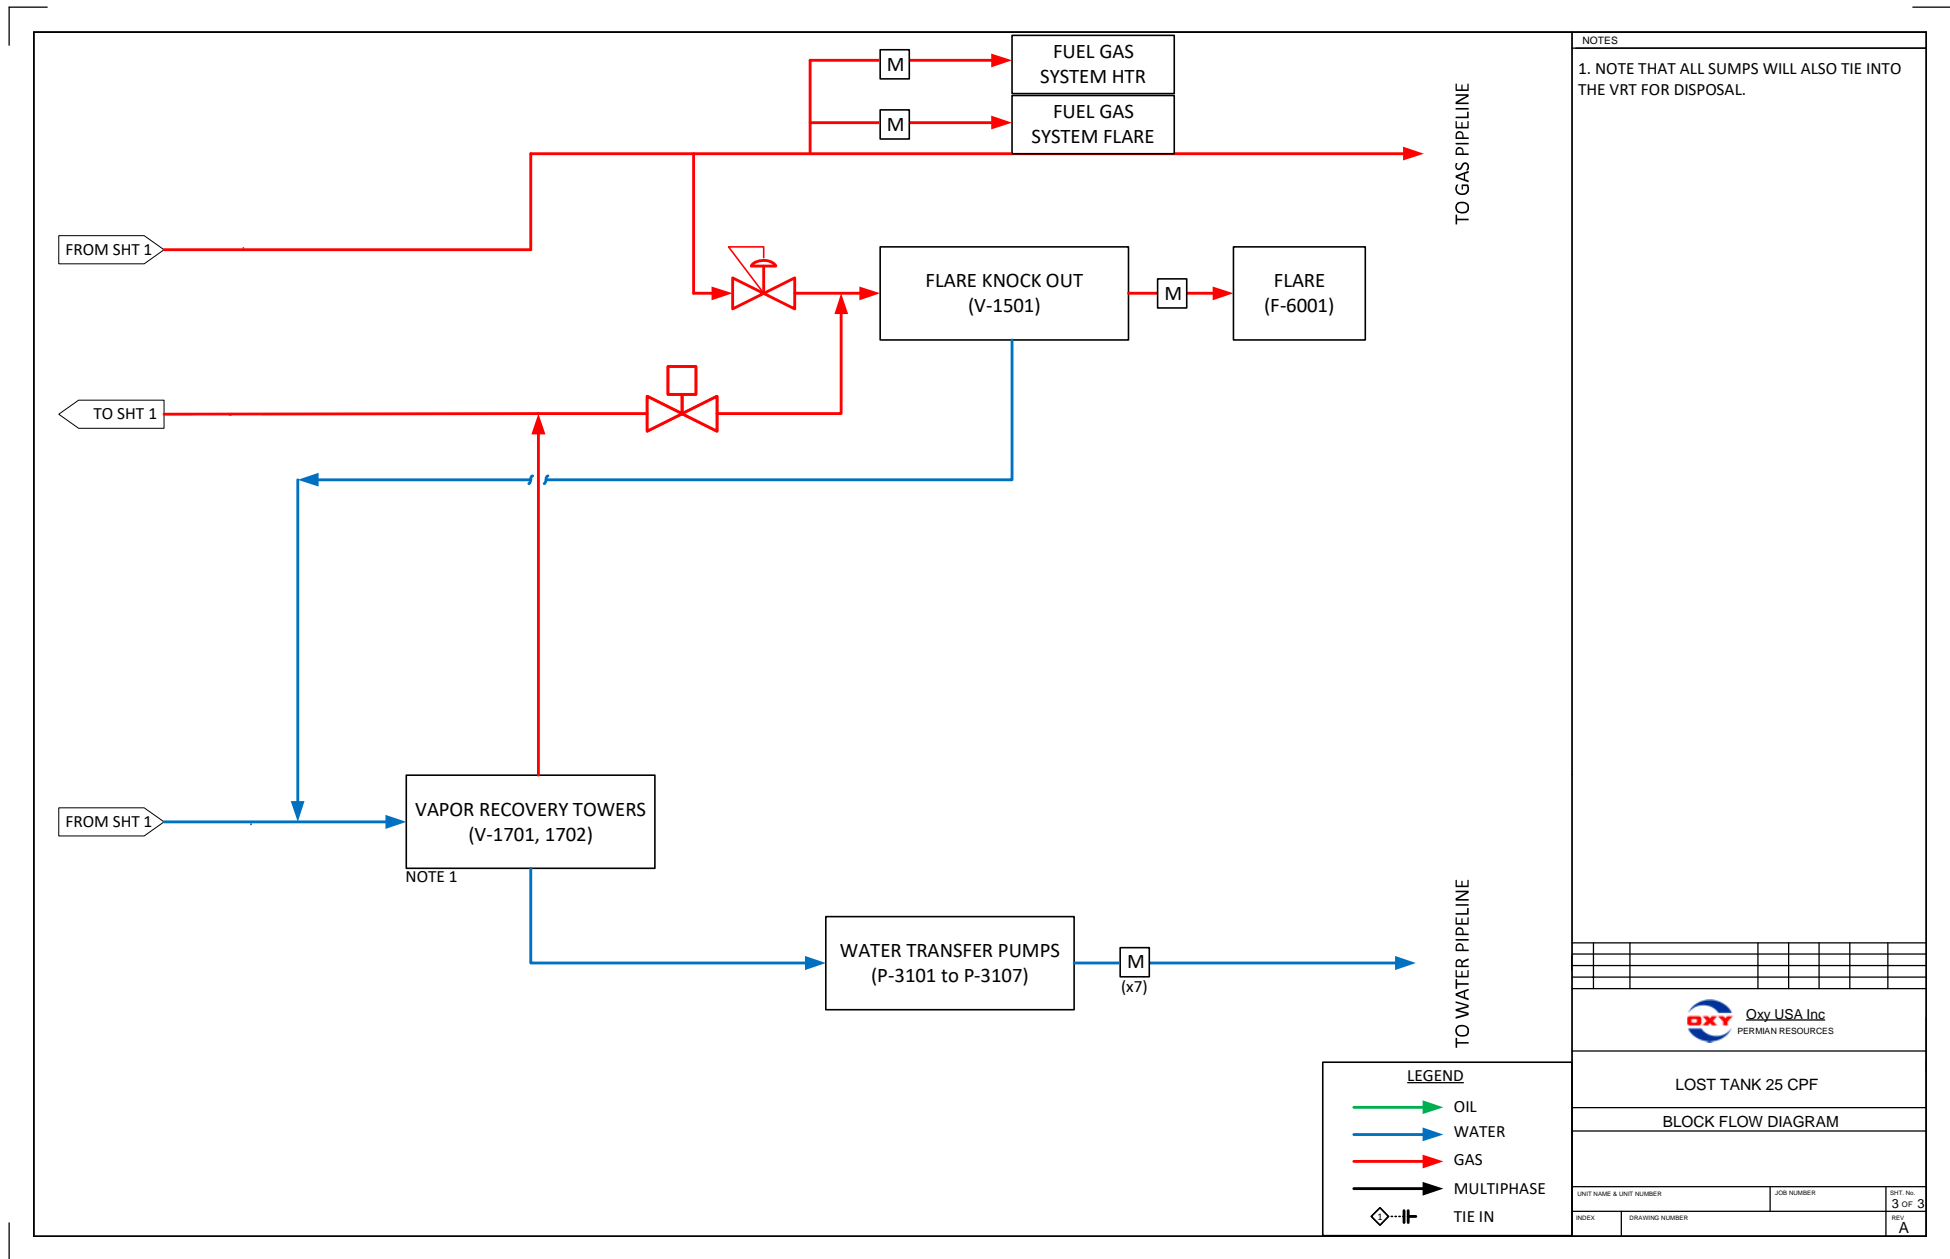 FUEL GAS
SYSTEM HTR
M
FUEL GAS
SYSTEM FLARE
M
TO GAS PIPELINE
FROM SHT 1
FLARE KNOCK OUT
(V-1501)
M
FLARE
(F-6001)
TO SHT 1
FROM SHT 1
VAPOR RECOVERY TOWERS
(V-1701, 1702)
NOTE 1
WATER TRANSFER PUMPS
(P-3101 to P-3107)
M
(x7)
TO WATER PIPELINE
LEGEND
OIL
WATER
GAS
MULTIPHASE
1
TIE IN
NOTES
1. NOTE THAT ALL SUMPS WILL ALSO TIE INTO
THE VRT FOR DISPOSAL.
OXY
Oxy USA Inc
PERMIAN RESOURCES
LOST TANK 25 CPF
BLOCK FLOW DIAGRAM
UNIT NAME & UNIT NUMBER
JOB NUMBER
SHT. No.
3 OF 3
INDEX
DRAWING NUMBER
REV
A